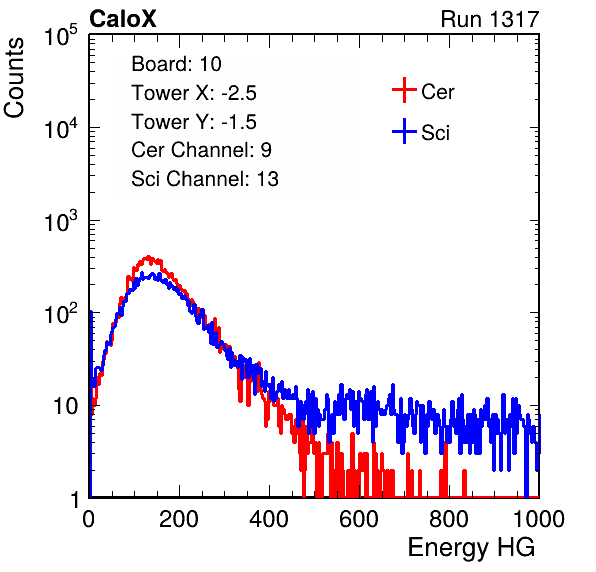 CaloX Run 1317
Counts
10^5
10^4
10^3
10^2
10
1
Board: 10
Tower X: -2.5
Tower Y: -1.5
Cer Channel: 9
Sci Channel: 13
Cer
Sci
0 200 400 600 800 1000
Energy HG